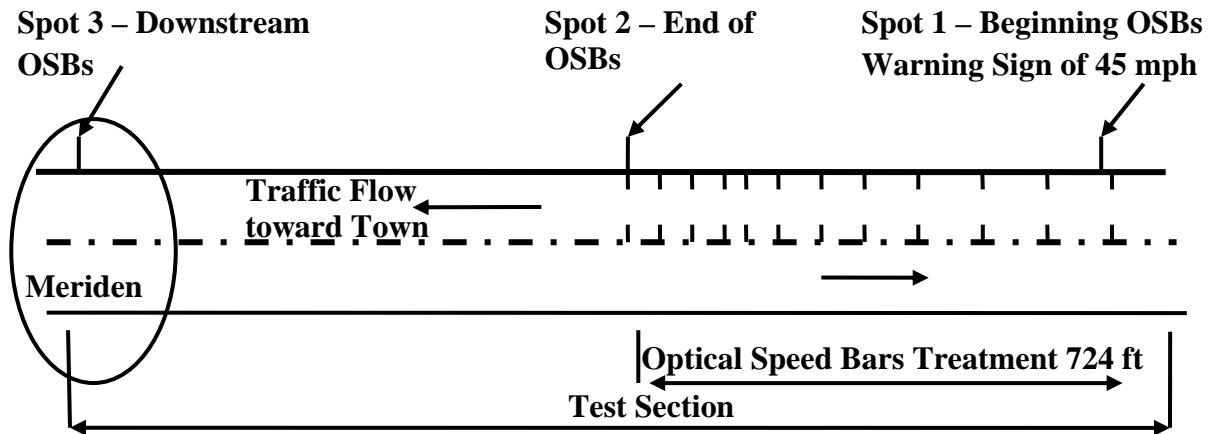 Spot 3 – Downstream
OSBs
Spot 2 – End of
OSBs
Spot 1 – Beginning OSBs
Warning Sign of 45 mph
Traffic Flow
toward Town
Meriden
Optical Speed Bars Treatment 724 ft
Test Section